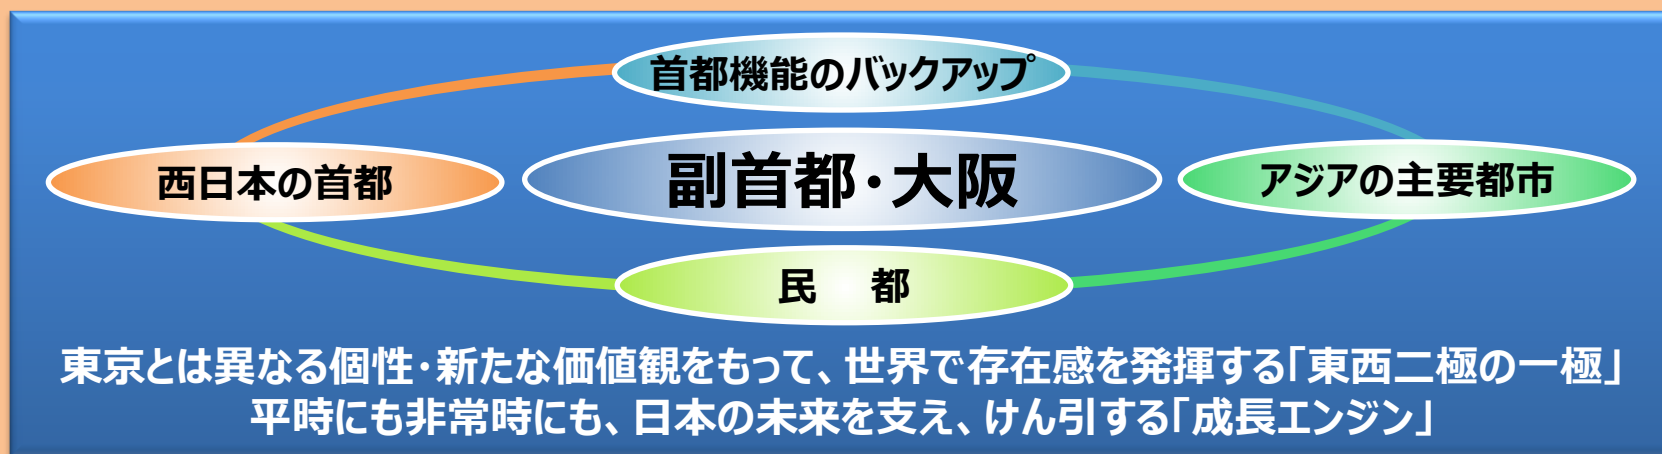 首都機能のバックアップ
西日本の首都
副首都・大阪
アジアの主要都市
民　都
東京とは異なる個性・新たな価値観をもって、世界で存在感を発揮する「東西二極の一極」
平時にも非常時にも、日本の未来を支え、けん引する「成長エンジン」